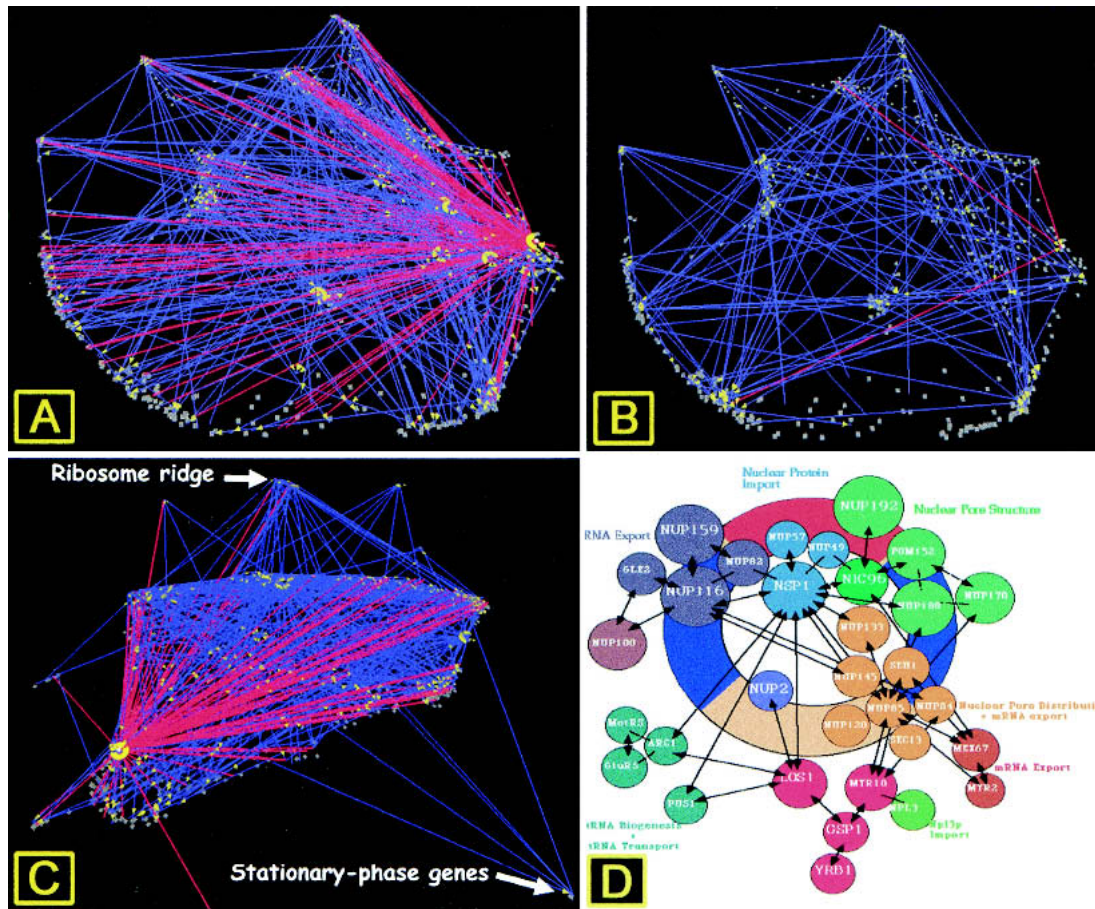 A
B
Ribosome ridge
Stationary-phase genes
C
Nuclear Protein
Import
NUP192
Nuclear Pore Structure
NUP159
RNA Export
NUP57
NUP49
POM152
NUP82
GLE2
NUP116
NSP1
NIC96
NUP188
NUP170
NUP100
NUP133
NUP145
SEH1
NUP2
NUP85
NUP84
Nuclear Pore Distributi
+ mRNA export
NUP120
SEC13
MetRS
ARC1
GluRS
MEX67
mRNA Export
LOS1
MTR10
MTR2
PUS1
NPL3
Npl3p
Import
tRNA Biogenesis
+
tRNA Transport
GSP1
YRB1
D